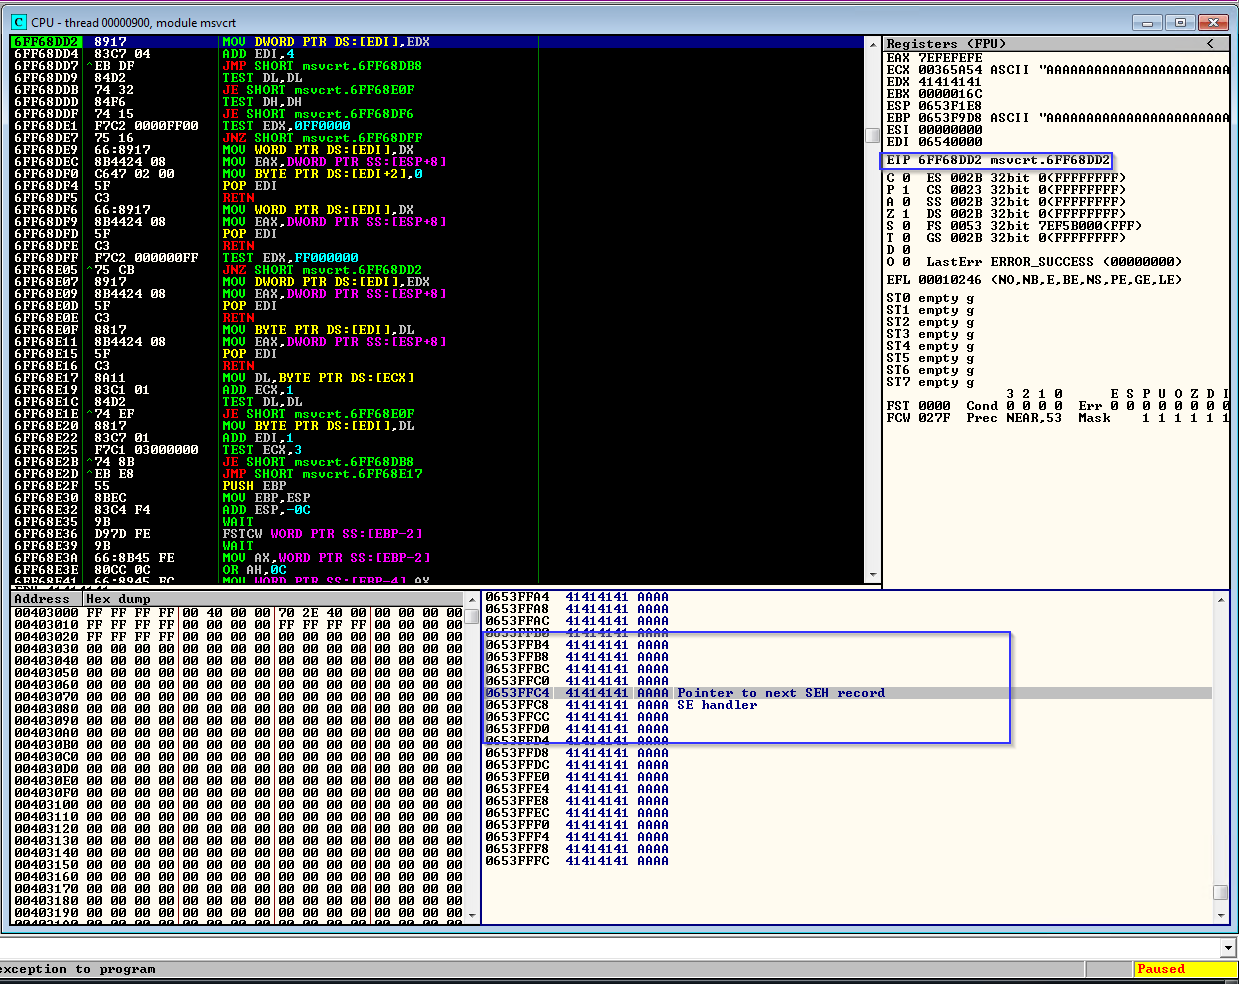 C CPU - thread 00000900, module msvcrt
6FF68DD2 8917 MOV DWORD PTR DS:[EDI],EDX
6FF68DD4 83C7 04 ADD EDI,4
6FF68DD7 ^EB DF JMP SHORT msvcrt.6FF68DB8
6FF68DD9 84D2 TEST DL,DL
6FF68DDB 74 32 JE SHORT msvcrt.6FF68E0F
6FF68DDD 84F6 TEST DH,DH
6FF68DDF 74 15 JE SHORT msvcrt.6FF68DF6
6FF68DE1 F7C2 0000FF00 TEST EDX,0FF0000
6FF68DE7 75 16 JNZ SHORT msvcrt.6FF68DFF
6FF68DE9 66:8917 MOV WORD PTR DS:[EDI],DX
6FF68DEC 8B4424 08 MOV EAX,DWORD PTR SS:[ESP+8]
6FF68DF0 C647 02 00 MOV BYTE PTR DS:[EDI+2],0
6FF68DF4 5F POP EDI
6FF68DF5 C3 RETN
6FF68DF6 66:8917 MOV WORD PTR DS:[EDI],DX
6FF68DF9 8B4424 08 MOV EAX,DWORD PTR SS:[ESP+8]
6FF68DFD 5F POP EDI
6FF68DFE C3 RETN
6FF68DFF F7C2 000000FF TEST EDX,FF000000
6FF68E05 ^75 CB JNZ SHORT msvcrt.6FF68DD2
6FF68E07 8917 MOV DWORD PTR DS:[EDI],EDX
6FF68E09 8B4424 08 MOV EAX,DWORD PTR SS:[ESP+8]
6FF68E0D 5F POP EDI
6FF68E0E C3 RETN
6FF68E0F 8817 MOV BYTE PTR DS:[EDI],DL
6FF68E11 8B4424 08 MOV EAX,DWORD PTR SS:[ESP+8]
6FF68E15 5F POP EDI
6FF68E16 C3 RETN
6FF68E17 8A11 MOV DL,BYTE PTR DS:[ECX]
6FF68E19 83C1 01 ADD ECX,1
6FF68E1C 84D2 TEST DL,DL
6FF68E1E ^74 EF JE SHORT msvcrt.6FF68E0F
6FF68E20 8817 MOV BYTE PTR DS:[EDI],DL
6FF68E22 83C7 01 ADD EDI,1
6FF68E25 F7C1 03000000 TEST ECX,3
6FF68E2B ^74 8B JE SHORT msvcrt.6FF68DB8
6FF68E2D ^EB E8 JMP SHORT msvcrt.6FF68E17
6FF68E2F 55 PUSH EBP
6FF68E30 8BEC MOV EBP,ESP
6FF68E32 83C4 F4 ADD ESP,-0C
6FF68E35 9B WAIT
6FF68E36 D97D FE FSTCW WORD PTR SS:[EBP-2]
6FF68E39 9B WAIT
6FF68E3A 66:8B45 FE MOV AX,WORD PTR SS:[EBP-2]
6FF68E3E 80CC 0C OR AH,0C
6FF68E41 66:8945 FC MOV WORD PTR SS:[EBP-4],AX
Registers (FPU) <
EAX 7EFEFEFE
ECX 00365A54 ASCII "AAAAAAAAAAAAAAAAAAAAAAA
EDX 41414141
EBX 0000016C
ESP 0653F1E8
EBP 0653F9D8 ASCII "AAAAAAAAAAAAAAAAAAAAAAA
ESI 00000000
EDI 06540000
EIP 6FF68DD2 msvcrt.6FF68DD2
C 0 ES 002B 32bit 0(FFFFFFFF)
P 1 CS 0023 32bit 0(FFFFFFFF)
A 0 SS 002B 32bit 0(FFFFFFFF)
Z 1 DS 002B 32bit 0(FFFFFFFF)
S 0 FS 0053 32bit 7EF5B000(FFF)
T 0 GS 002B 32bit 0(FFFFFFFF)
D 0
O 0 LastErr ERROR_SUCCESS (00000000)
EFL 00010246 (NO,NB,E,BE,NS,PE,GE,LE)
ST0 empty g
ST1 empty g
ST2 empty g
ST3 empty g
ST4 empty g
ST5 empty g
ST6 empty g
ST7 empty g
3 2 1 0 E S P U O Z D I
FST 0000 Cond 0 0 0 0 Err 0 0 0 0 0 0 0 0
FCW 027F Prec NEAR,53 Mask 1 1 1 1 1 1
Address Hex dump
00403000 FF FF FF FF 00 40 00 00 70 2E 40 00 00 00 00 00
00403010 00 00 00 00 00 00 00 00 FF FF FF FF 00 00 00 00
00403020 FF FF FF FF 00 00 00 00 00 00 00 00 00 00 00 00
00403030 00 00 00 00 00 00 00 00 00 00 00 00 00 00 00 00
00403040 00 00 00 00 00 00 00 00 00 00 00 00 00 00 00 00
00403050 00 00 00 00 00 00 00 00 00 00 00 00 00 00 00 00
00403060 00 00 00 00 00 00 00 00 00 00 00 00 00 00 00 00
00403070 00 00 00 00 00 00 00 00 00 00 00 00 00 00 00 00
00403080 00 00 00 00 00 00 00 00 00 00 00 00 00 00 00 00
00403090 00 00 00 00 00 00 00 00 00 00 00 00 00 00 00 00
004030A0 00 00 00 00 00 00 00 00 00 00 00 00 00 00 00 00
004030B0 00 00 00 00 00 00 00 00 00 00 00 00 00 00 00 00
004030C0 00 00 00 00 00 00 00 00 00 00 00 00 00 00 00 00
004030D0 00 00 00 00 00 00 00 00 00 00 00 00 00 00 00 00
004030E0 00 00 00 00 00 00 00 00 00 00 00 00 00 00 00 00
004030F0 00 00 00 00 00 00 00 00 00 00 00 00 00 00 00 00
00403100 00 00 00 00 00 00 00 00 00 00 00 00 00 00 00 00
00403110 00 00 00 00 00 00 00 00 00 00 00 00 00 00 00 00
00403120 00 00 00 00 00 00 00 00 00 00 00 00 00 00 00 00
00403130 00 00 00 00 00 00 00 00 00 00 00 00 00 00 00 00
00403140 00 00 00 00 00 00 00 00 00 00 00 00 00 00 00 00
00403150 00 00 00 00 00 00 00 00 00 00 00 00 00 00 00 00
00403160 00 00 00 00 00 00 00 00 00 00 00 00 00 00 00 00
00403170 00 00 00 00 00 00 00 00 00 00 00 00 00 00 00 00
00403180 00 00 00 00 00 00 00 00 00 00 00 00 00 00 00 00
00403190 00 00 00 00 00 00 00 00 00 00 00 00 00 00 00 00
0653FFA4 41414141 AAAA
0653FFA8 41414141 AAAA
0653FFAC 41414141 AAAA
0653FFB0 41414141 AAAA
0653FFB4 41414141 AAAA
0653FFB8 41414141 AAAA
0653FFBC 41414141 AAAA
0653FFC0 41414141 AAAA
0653FFC4 41414141 AAAA Pointer to next SEH record
0653FFC8 41414141 AAAA SE handler
0653FFCC 41414141 AAAA
0653FFD0 41414141 AAAA
0653FFD4 41414141 AAAA
0653FFD8 41414141 AAAA
0653FFDC 41414141 AAAA
0653FFE0 41414141 AAAA
0653FFE4 41414141 AAAA
0653FFE8 41414141 AAAA
0653FFEC 41414141 AAAA
0653FFF0 41414141 AAAA
0653FFF4 41414141 AAAA
0653FFF8 41414141 AAAA
0653FFFC 41414141 AAAA
exception to program
Paused